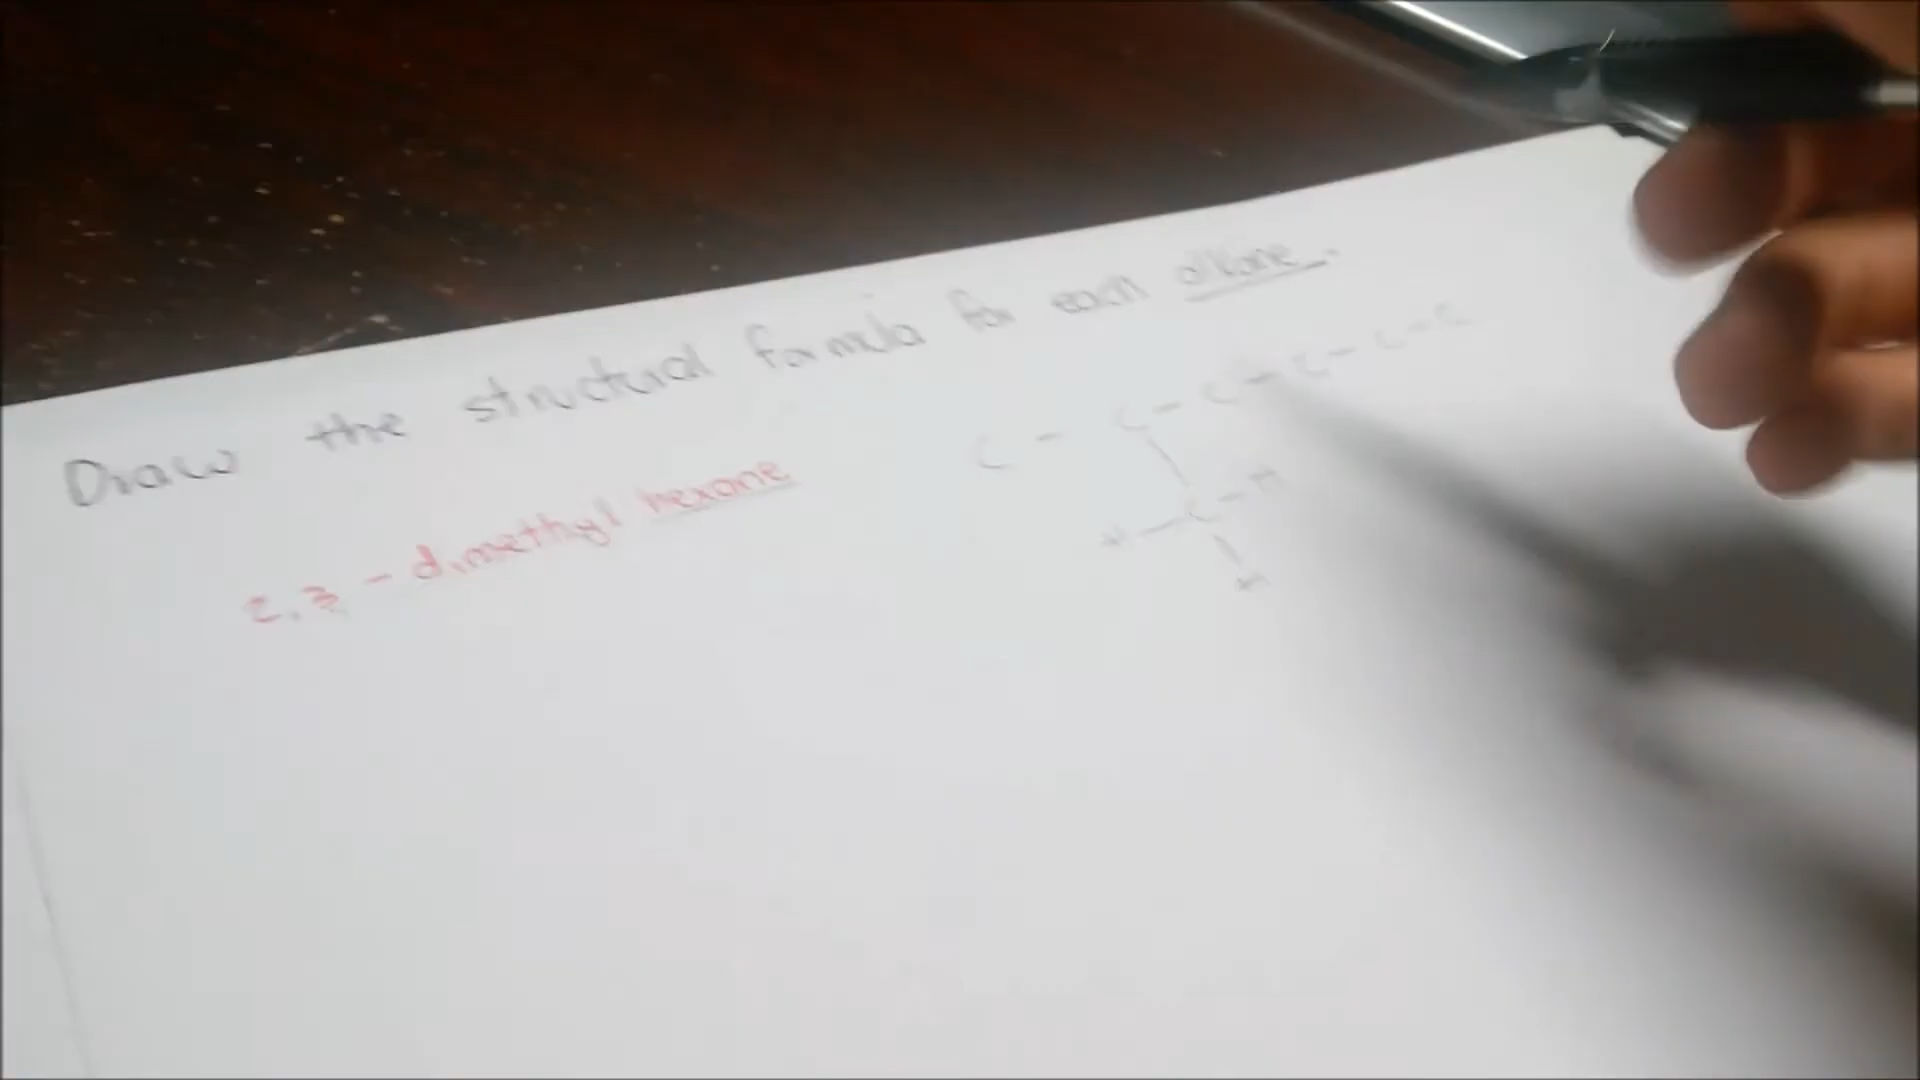 Draw the structural formula for each alkane.
2,3 - dimethyl hexane
C - C - C - C - C - C
C - H
H
H